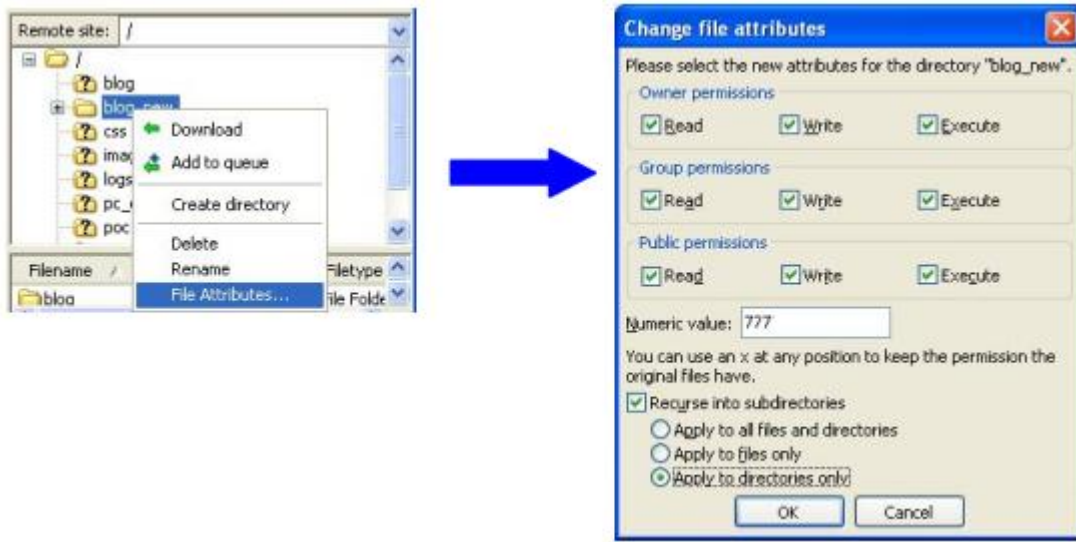 Remote site: /
/
blog
blog_new
css
logs
poc
Download
Add to queue
Create directory
Delete
Rename
File Attributes...
Filename / Filetype
blog File Folde
Change file attributes
Please select the new attributes for the directory "blog_new".
Owner permissions
Read Write Execute
Group permissions
Read Write Execute
Public permissions
Read Write Execute
Numeric value: 777
You can use an x at any position to keep the permission the
original files have.
Recurse into subdirectories
Apply to all files and directories
Apply to files only
Apply to directories only
OK Cancel